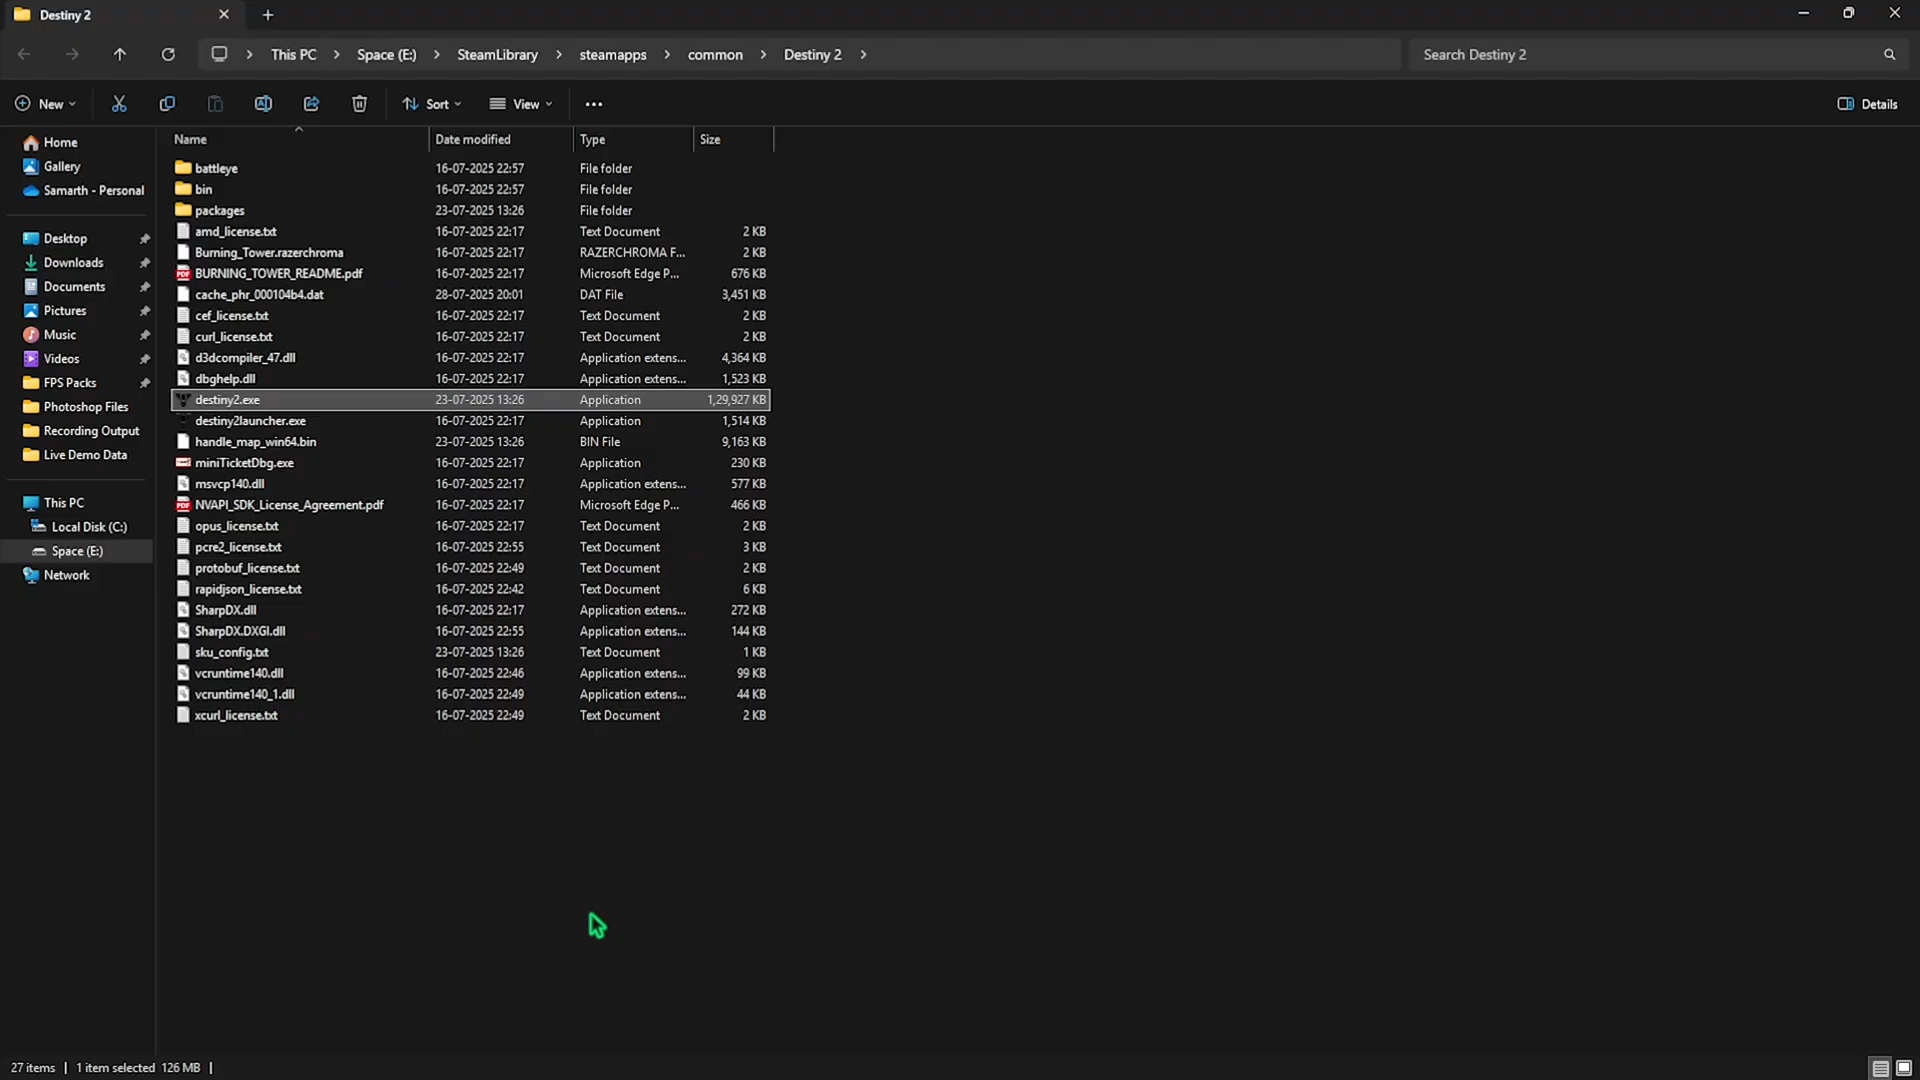 Destiny 2
This PC > Space (E:) > SteamLibrary > steamapps > common > Destiny 2 >
Search Destiny 2
New
Sort
View
Details
Home
Gallery
Samarth - Personal
Desktop
Downloads
Documents
Pictures
Music
Videos
FPS Packs
Photoshop Files
Recording Output
Live Demo Data
This PC
Local Disk (C:)
Space (E:)
Network
Name Date modified Type Size
battleye 16-07-2025 22:57 File folder
bin 16-07-2025 22:57 File folder
packages 23-07-2025 13:26 File folder
amd_license.txt 16-07-2025 22:17 Text Document 2 KB
Burning_Tower.razerchroma 16-07-2025 22:17 RAZERCHROMA F... 2 KB
PDF BURNING_TOWER_README.pdf 16-07-2025 22:17 Microsoft Edge P... 676 KB
cache_phr_000104b4.dat 28-07-2025 20:01 DAT File 3,451 KB
cef_license.txt 16-07-2025 22:17 Text Document 2 KB
curl_license.txt 16-07-2025 22:17 Text Document 2 KB
d3dcompiler_47.dll 16-07-2025 22:17 Application extens... 4,364 KB
dbghelp.dll 16-07-2025 22:17 Application extens... 1,523 KB
destiny2.exe 23-07-2025 13:26 Application 1,29,927 KB
destiny2launcher.exe 16-07-2025 22:17 Application 1,514 KB
handle_map_win64.bin 23-07-2025 13:26 BIN File 9,163 KB
miniTicketDbg.exe 16-07-2025 22:17 Application 230 KB
msvcp140.dll 16-07-2025 22:17 Application extens... 577 KB
PDF NVAPI_SDK_License_Agreement.pdf 16-07-2025 22:17 Microsoft Edge P... 466 KB
opus_license.txt 16-07-2025 22:17 Text Document 2 KB
pcre2_license.txt 16-07-2025 22:55 Text Document 3 KB
protobuf_license.txt 16-07-2025 22:49 Text Document 2 KB
rapidjson_license.txt 16-07-2025 22:42 Text Document 6 KB
SharpDX.dll 16-07-2025 22:17 Application extens... 272 KB
SharpDX.DXGI.dll 16-07-2025 22:55 Application extens... 144 KB
sku_config.txt 23-07-2025 13:26 Text Document 1 KB
vcruntime140.dll 16-07-2025 22:46 Application extens... 99 KB
vcruntime140_1.dll 16-07-2025 22:49 Application extens... 44 KB
xcurl_license.txt 16-07-2025 22:49 Text Document 2 KB
27 items | 1 item selected 126 MB |